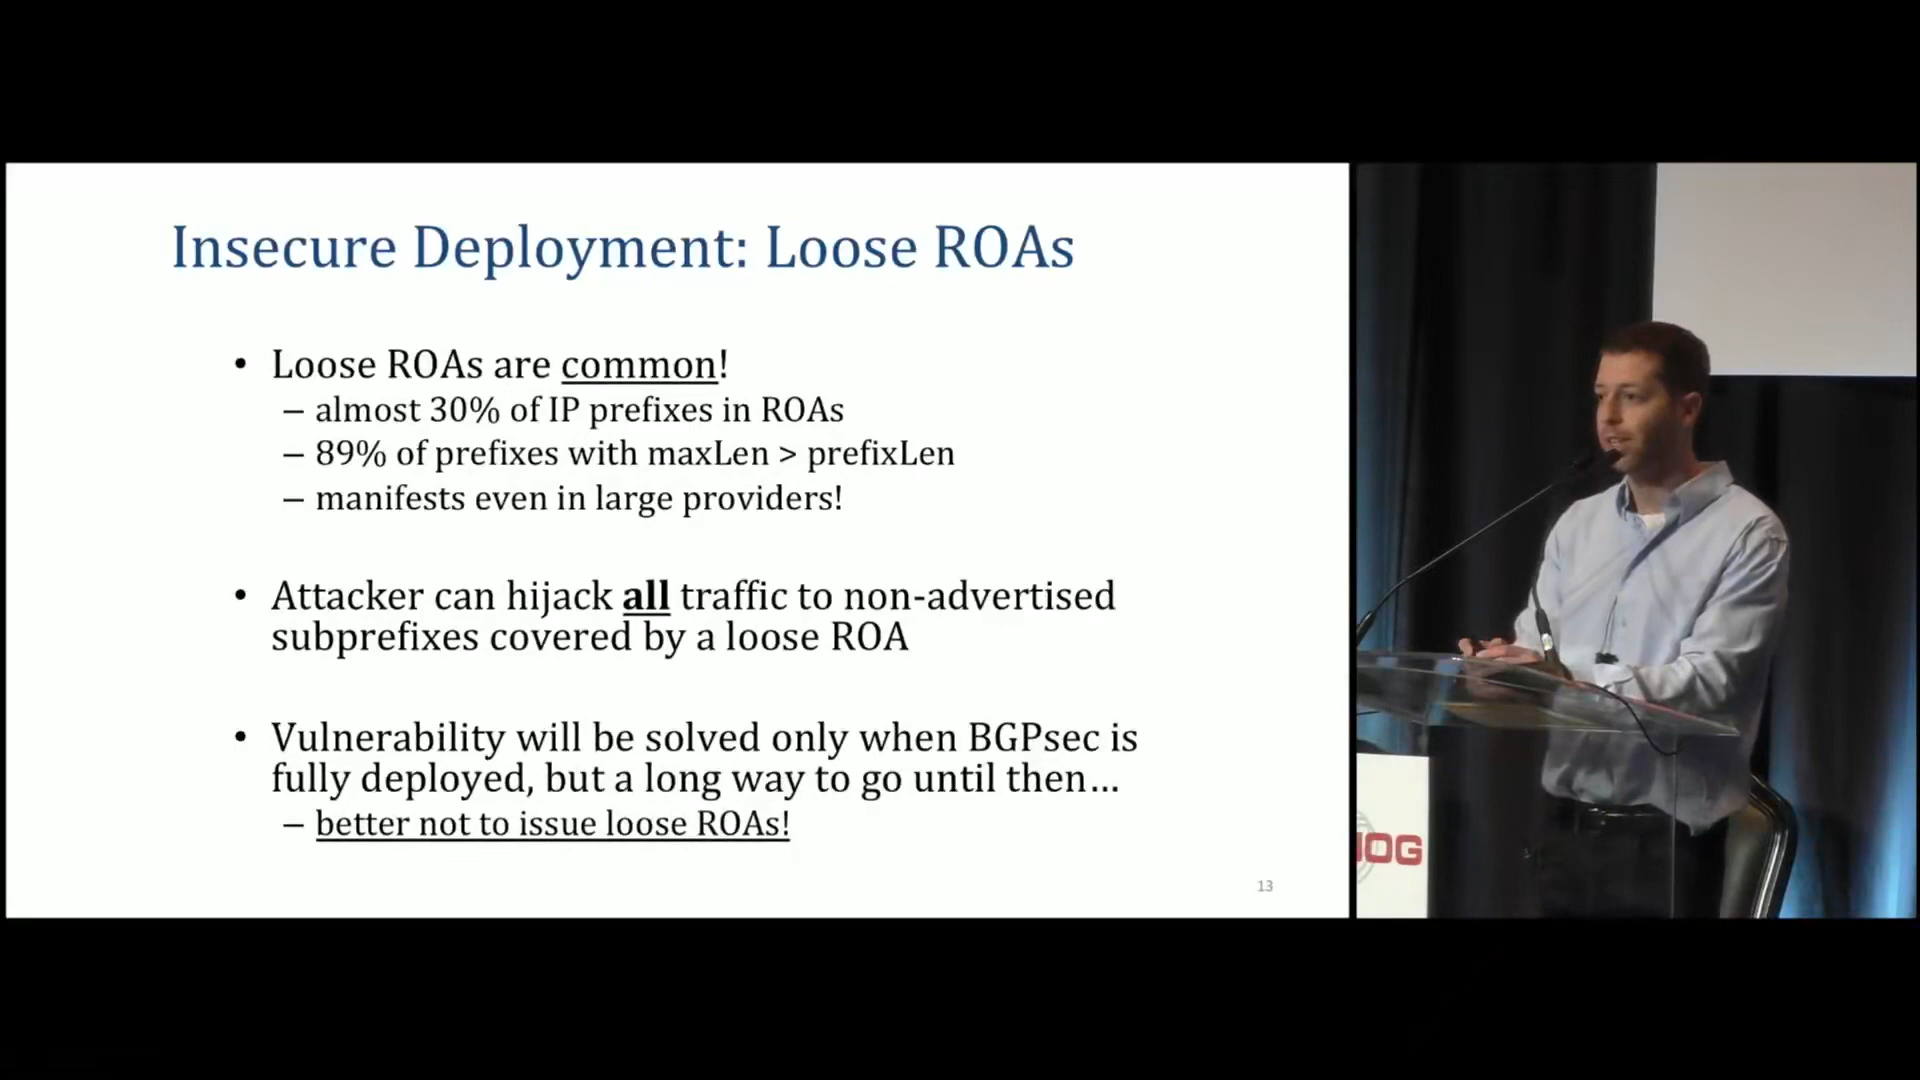 Insecure Deployment: Loose ROAs
• Loose ROAs are common!
– almost 30% of IP prefixes in ROAs
– 89% of prefixes with maxLen > prefixLen
– manifests even in large providers!
• Attacker can hijack all traffic to non-advertised
subprefixes covered by a loose ROA
• Vulnerability will be solved only when BGPsec is
fully deployed, but a long way to go until then…
– better not to issue loose ROAs!
13
OG